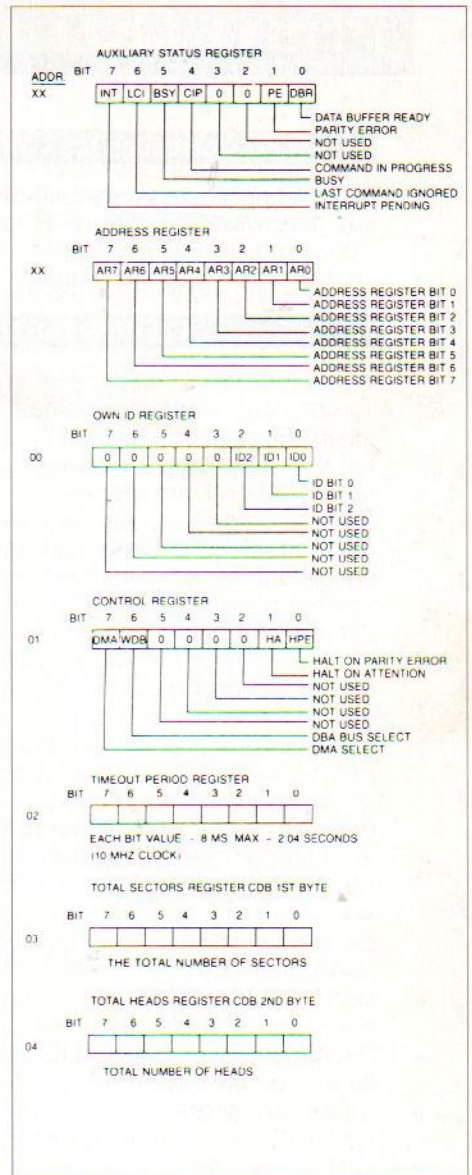 AUXILIARY STATUS REGISTER
ADDR. BIT 7 6 5 4 3 2 1 0
XX INT LCI BSY CIP 0 0 PE DBR
DATA BUFFER READY
PARITY ERROR
NOT USED
NOT USED
COMMAND IN PROGRESS
BUSY
LAST COMMAND IGNORED
INTERRUPT PENDING
ADDRESS REGISTER
BIT 7 6 5 4 3 2 1 0
XX AR7 AR6 AR5 AR4 AR3 AR2 AR1 AR0
ADDRESS REGISTER BIT 0
ADDRESS REGISTER BIT 1
ADDRESS REGISTER BIT 2
ADDRESS REGISTER BIT 3
ADDRESS REGISTER BIT 4
ADDRESS REGISTER BIT 5
ADDRESS REGISTER BIT 6
ADDRESS REGISTER BIT 7
OWN ID REGISTER
BIT 7 6 5 4 3 2 1 0
00 0 0 0 0 0 ID2 ID1 ID0
ID BIT 0
ID BIT 1
ID BIT 2
NOT USED
NOT USED
NOT USED
NOT USED
NOT USED
CONTROL REGISTER
BIT 7 6 5 4 3 2 1 0
01 DMA WDB 0 0 0 0 HA HPE
HALT ON PARITY ERROR
HALT ON ATTENTION
NOT USED
NOT USED
NOT USED
NOT USED
DBA BUS SELECT
DMA SELECT
TIMEOUT PERIOD REGISTER
BIT 7 6 5 4 3 2 1 0
02
EACH BIT VALUE - 8 MS MAX - 2.04 SECONDS
(10 MHZ CLOCK)
TOTAL SECTORS REGISTER CDB 1ST BYTE
BIT 7 6 5 4 3 2 1 0
03
THE TOTAL NUMBER OF SECTORS
TOTAL HEADS REGISTER CDB 2ND BYTE
BIT 7 6 5 4 3 2 1 0
04
TOTAL NUMBER OF HEADS